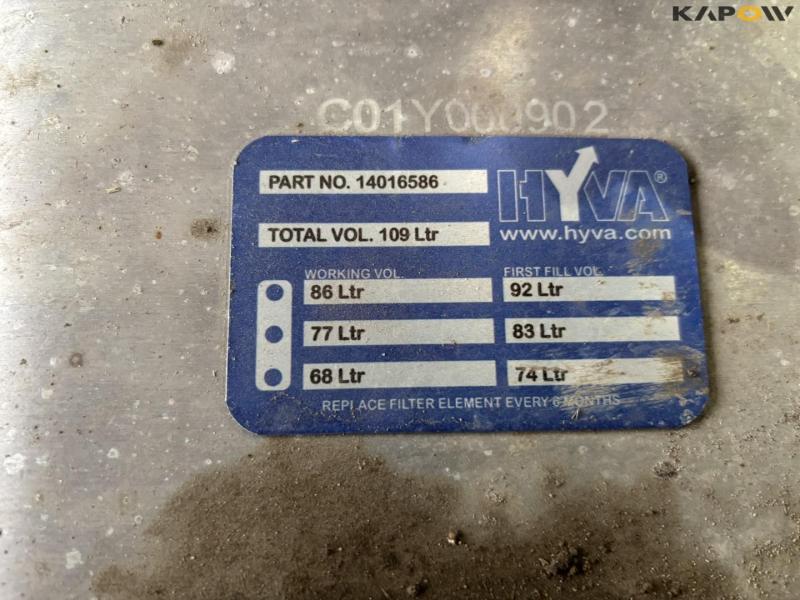 KAPOW
C01Y000902
PART NO. 14016586
HYVA®
TOTAL VOL. 109 Ltr
www.hyva.com
WORKING VOL. FIRST FILL VOL.
86 Ltr 92 Ltr
77 Ltr 83 Ltr
68 Ltr 74 Ltr
REPLACE FILTER ELEMENT EVERY 6 MONTHS